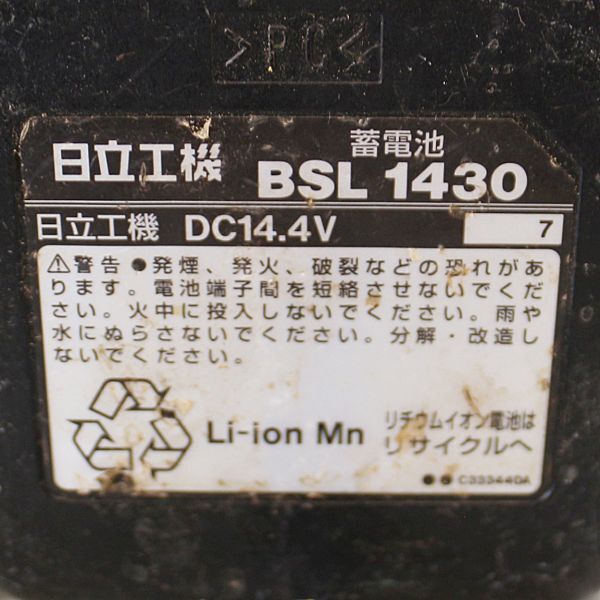 >PC<
蓄電池
日立工機 BSL 1430
日立工機 DC14.4V 7
⚠警告 ●発煙、発火、破裂などの恐れがあ
ります。電池端子間を短絡させないでくだ
さい。火中に投入しないでください。雨や
水にぬらさないでください。分解・改造し
ないでください。
リチウムイオン電池は
Li-ion Mn リサイクルへ
●● C33344DA